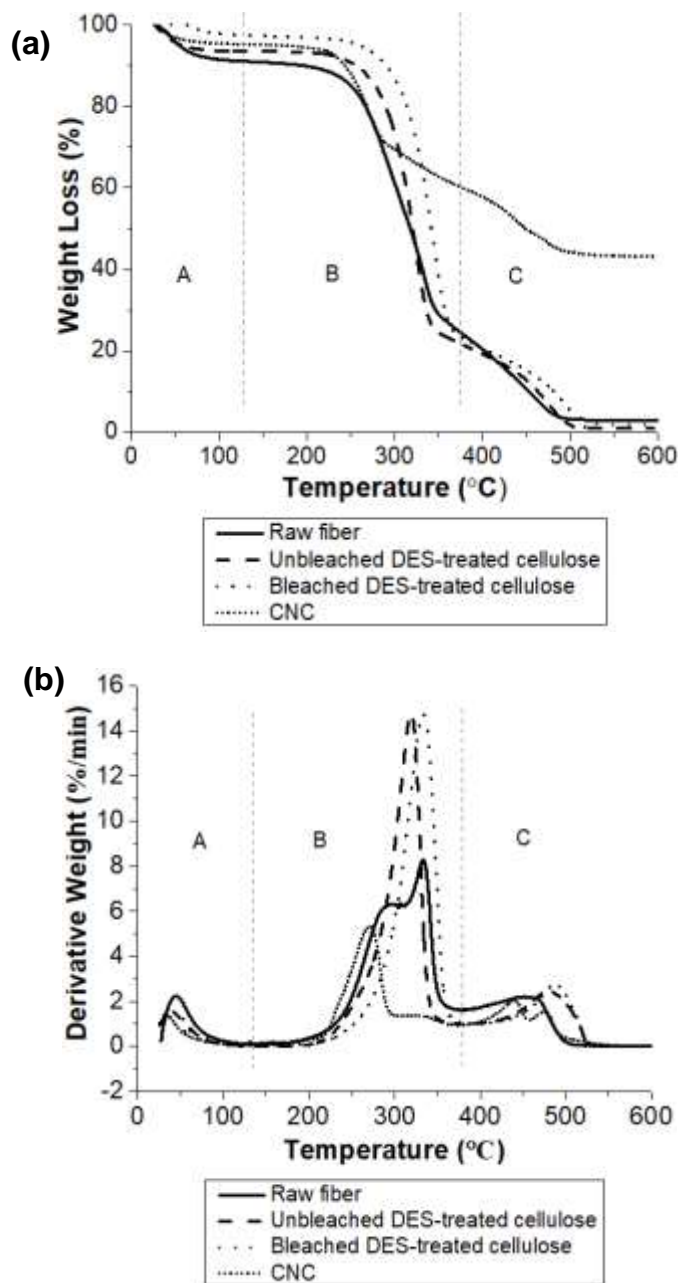 (a)
Weight Loss (%)
100
80
60
40
20
0
A
B
C
0 100 200 300 400 500 600
Temperature (°C)
Raw fiber
Unbleached DES-treated cellulose
Bleached DES-treated cellulose
CNC
(b)
Derivative Weight (%/min)
16
14
12
10
8
6
4
2
0
-2
A
B
C
0 100 200 300 400 500 600
Temperature (°C)
Raw fiber
Unbleached DES-treated cellulose
Bleached DES-treated cellulose
CNC